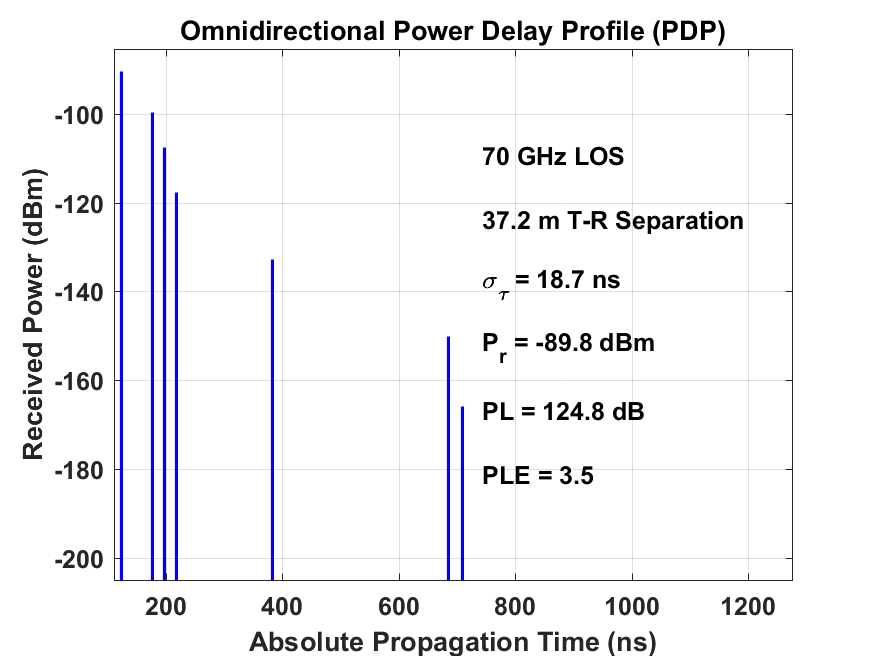 Omnidirectional Power Delay Profile (PDP)
Received Power (dBm)
-100
-120
-140
-160
-180
-200
70 GHz LOS
37.2 m T-R Separation
στ = 18.7 ns
Pr = -89.8 dBm
PL = 124.8 dB
PLE = 3.5
200 400 600 800 1000 1200
Absolute Propagation Time (ns)